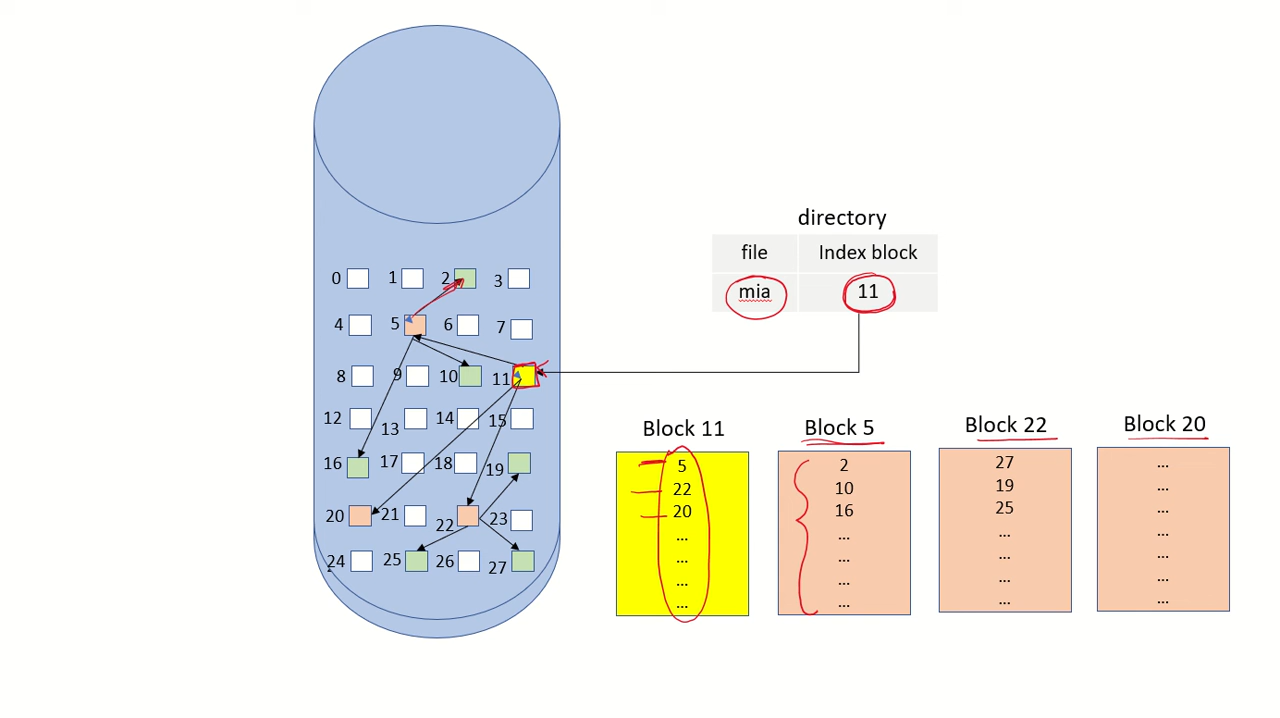 directory
file Index block
mia 11
0 1 2 3
4 5 6 7
8 9 10 11
12 13 14 15
16 17 18 19
20 21 22 23
24 25 26 27
Block 11 Block 5 Block 22 Block 20
5 2 27 ...
22 10 19 ...
20 16 25 ...
... ... ... ...
... ... ... ...
... ... ... ...
... ... ... ...